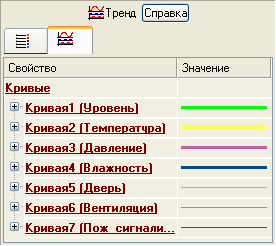 Тренд Справка
Свойство Значение
Кривые
Кривая1 (Уровень)
Кривая2 (Температура)
Кривая3 (Давление)
Кривая4 (Влажность)
Кривая5 (Дверь)
Кривая6 (Вентиляция)
Кривая7 (Пож_сигнали...